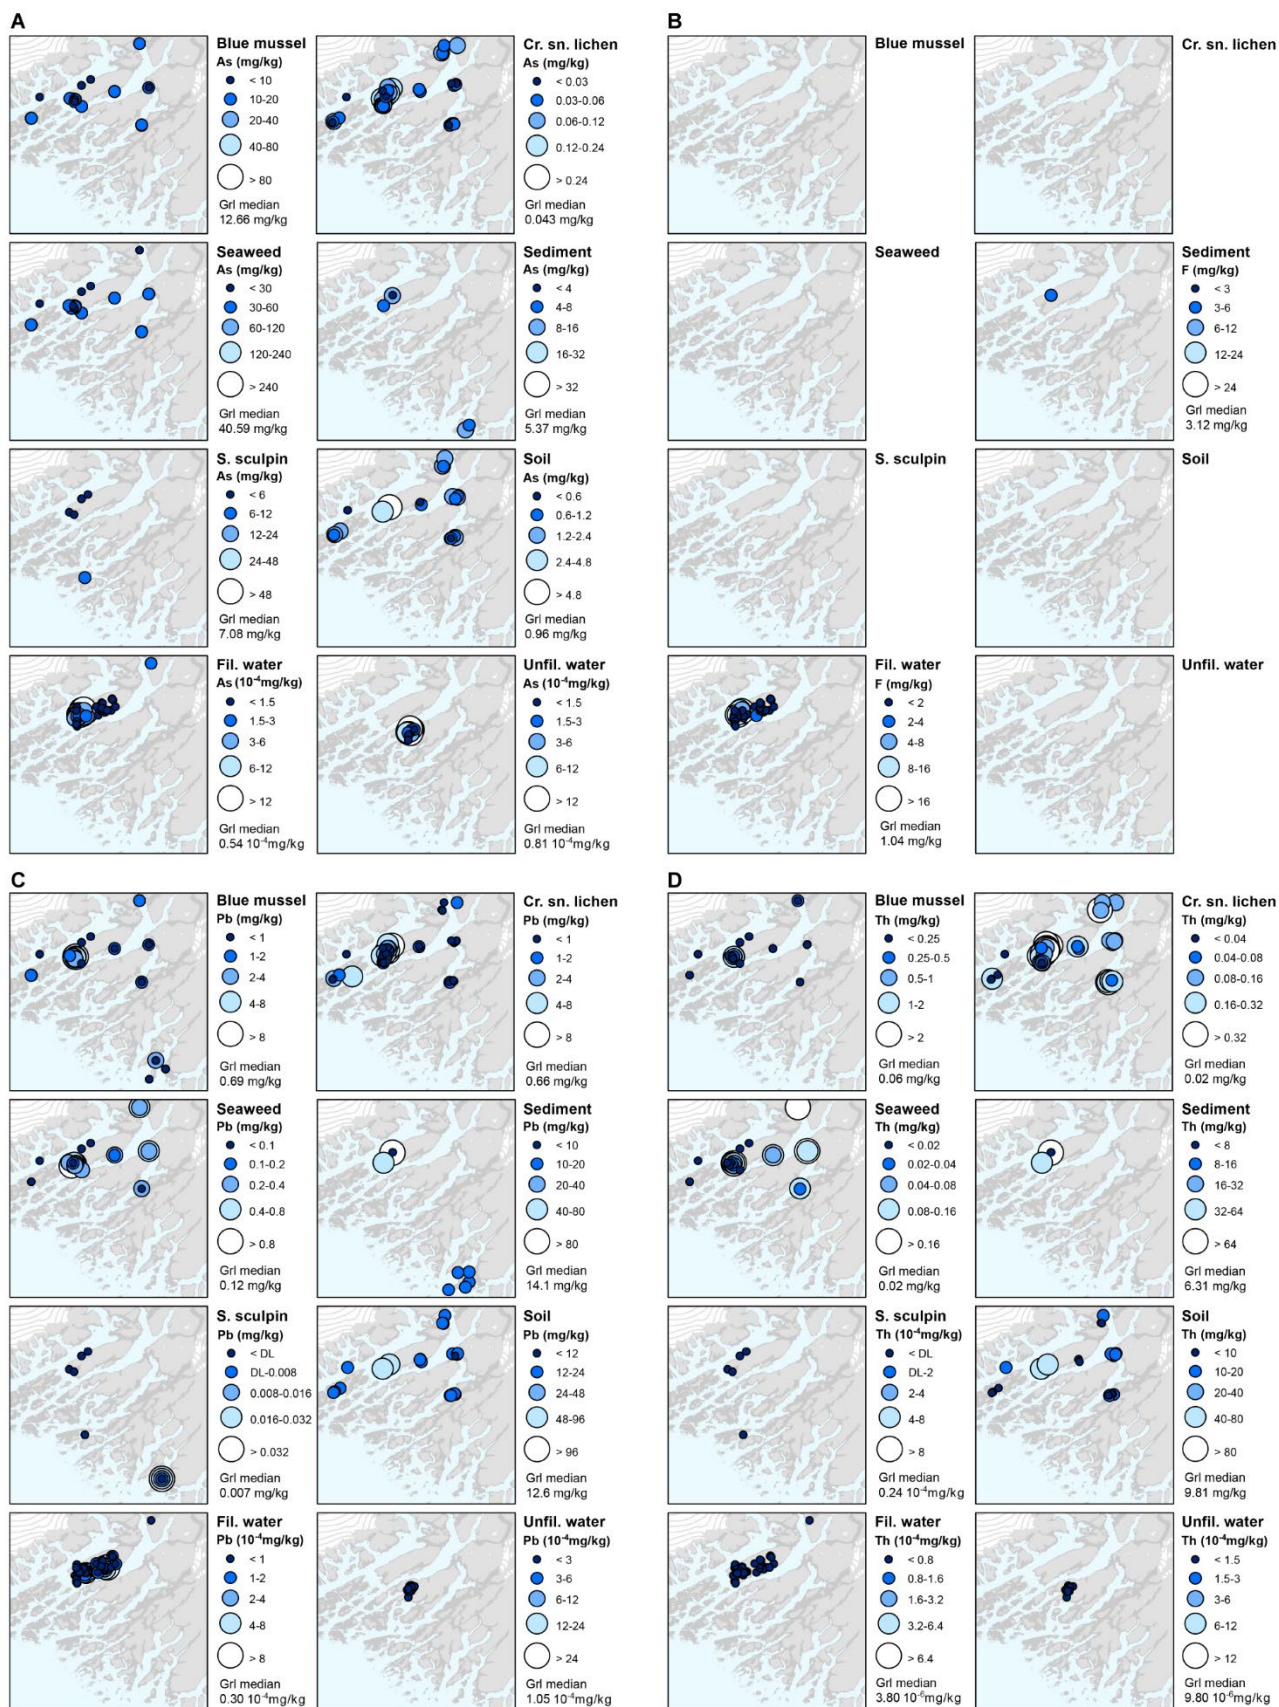 A
Blue mussel
As (mg/kg)
< 10
10-20
20-40
40-80
> 80
Grl median
12.66 mg/kg
Cr. sn. lichen
As (mg/kg)
< 0.03
0.03-0.06
0.06-0.12
0.12-0.24
> 0.24
Grl median
0.043 mg/kg
Seaweed
As (mg/kg)
< 30
30-60
60-120
120-240
> 240
Grl median
40.59 mg/kg
Sediment
As (mg/kg)
< 4
4-8
8-16
16-32
> 32
Grl median
5.37 mg/kg
S. sculpin
As (mg/kg)
< 6
6-12
12-24
24-48
> 48
Grl median
7.08 mg/kg
Soil
As (mg/kg)
< 0.6
0.6-1.2
1.2-2.4
2.4-4.8
> 4.8
Grl median
0.96 mg/kg
Fil. water
As (10⁻⁴mg/kg)
< 1.5
1.5-3
3-6
6-12
> 12
Grl median
0.54 10⁻⁴mg/kg
Unfil. water
As (10⁻⁴mg/kg)
< 1.5
1.5-3
3-6
6-12
> 12
Grl median
0.81 10⁻⁴mg/kg
B
Blue mussel
Cr. sn. lichen
Seaweed
Sediment
F (mg/kg)
< 3
3-6
6-12
12-24
> 24
Grl median
3.12 mg/kg
S. sculpin
Soil
Fil. water
F (mg/kg)
< 2
2-4
4-8
8-16
> 16
Grl median
1.04 mg/kg
Unfil. water
C
Blue mussel
Pb (mg/kg)
< 1
1-2
2-4
4-8
> 8
Grl median
0.69 mg/kg
Cr. sn. lichen
Pb (mg/kg)
< 1
1-2
2-4
4-8
> 8
Grl median
0.66 mg/kg
Seaweed
Pb (mg/kg)
< 0.1
0.1-0.2
0.2-0.4
0.4-0.8
> 0.8
Grl median
0.12 mg/kg
Sediment
Pb (mg/kg)
< 10
10-20
20-40
40-80
> 80
Grl median
14.1 mg/kg
S. sculpin
Pb (mg/kg)
< DL
DL-0.008
0.008-0.016
0.016-0.032
> 0.032
Grl median
0.007 mg/kg
Soil
Pb (mg/kg)
< 12
12-24
24-48
48-96
> 96
Grl median
12.6 mg/kg
Fil. water
Pb (10⁻⁴mg/kg)
< 1
1-2
2-4
4-8
> 8
Grl median
0.30 10⁻⁴mg/kg
Unfil. water
Pb (10⁻⁴mg/kg)
< 3
3-6
6-12
12-24
> 24
Grl median
1.05 10⁻⁴mg/kg
D
Blue mussel
Th (mg/kg)
< 0.25
0.25-0.5
0.5-1
1-2
> 2
Grl median
0.06 mg/kg
Cr. sn. lichen
Th (mg/kg)
< 0.04
0.04-0.08
0.08-0.16
0.16-0.32
> 0.32
Grl median
0.02 mg/kg
Seaweed
Th (mg/kg)
< 0.02
0.02-0.04
0.04-0.08
0.08-0.16
> 0.16
Grl median
0.02 mg/kg
Sediment
Th (mg/kg)
< 8
8-16
16-32
32-64
> 64
Grl median
6.31 mg/kg
S. sculpin
Th (10⁻⁴mg/kg)
< DL
DL-2
2-4
4-8
> 8
Grl median
0.24 10⁻⁴mg/kg
Soil
Th (mg/kg)
< 10
10-20
20-40
40-80
> 80
Grl median
9.81 mg/kg
Fil. water
Th (10⁻⁴mg/kg)
< 0.8
0.8-1.6
1.6-3.2
3.2-6.4
> 6.4
Grl median
3.80 10⁻⁶mg/kg
Unfil. water
Th (10⁻⁴mg/kg)
< 1.5
1.5-3
3-6
6-12
> 12
Grl median
9.80 10⁻⁶mg/kg